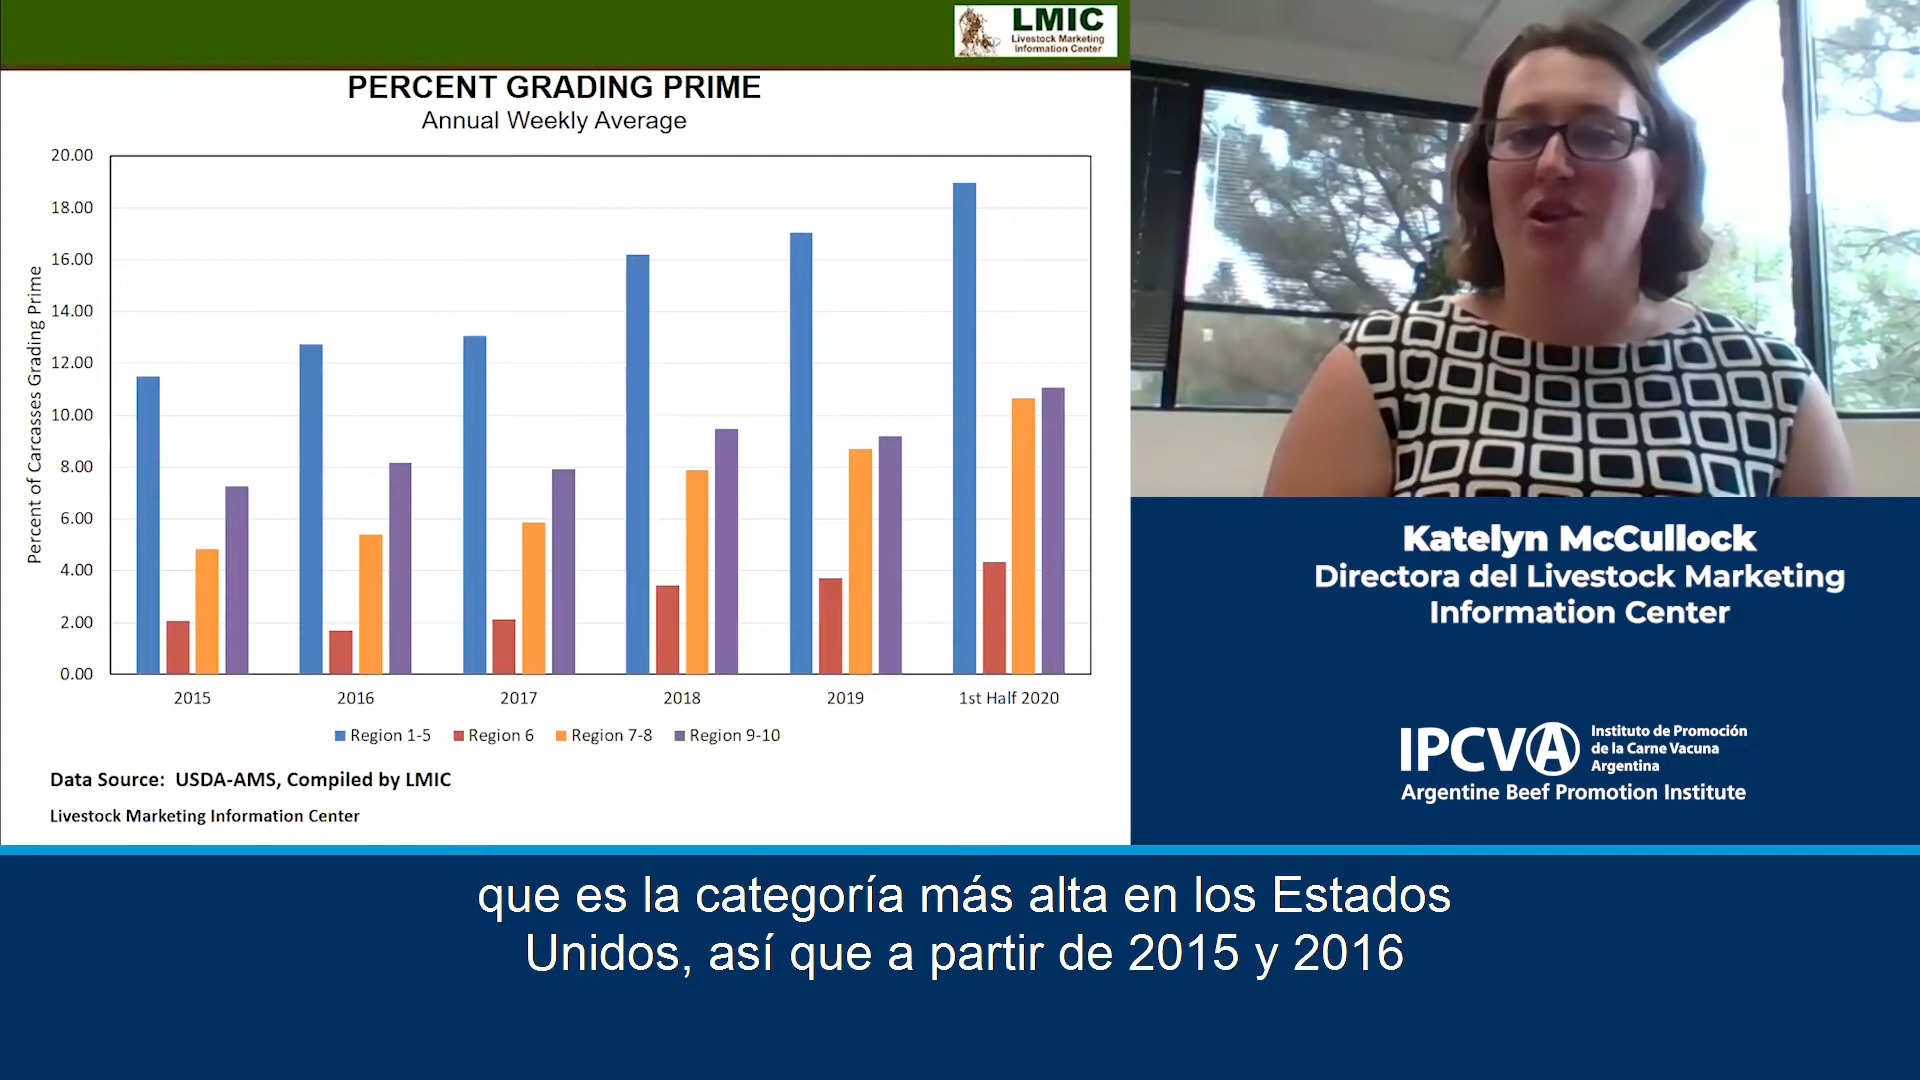 LMIC
Livestock Marketing
Information Center
PERCENT GRADING PRIME
Annual Weekly Average
Percent of Carcasses Grading Prime
20.00
18.00
16.00
14.00
12.00
10.00
8.00
6.00
4.00
2.00
0.00
2015 2016 2017 2018 2019 1st Half 2020
Region 1-5 Region 6 Region 7-8 Region 9-10
Data Source: USDA-AMS, Compiled by LMIC
Livestock Marketing Information Center
Katelyn McCullock
Directora del Livestock Marketing
Information Center
IPCVA
Instituto de Promoción
de la Carne Vacuna
Argentina
Argentine Beef Promotion Institute
que es la categoría más alta en los Estados
Unidos, así que a partir de 2015 y 2016